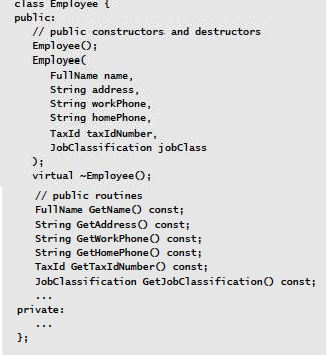 class Employee {
public:
// public constructors and destructors
Employee();
Employee(
FullName name,
String address,
String workPhone,
String homePhone,
TaxId taxIdNumber,
JobClassification jobClass
);
virtual ~Employee();
// public routines
FullName GetName() const;
String GetAddress() const;
String GetWorkPhone() const;
String GetHomePhone() const;
TaxId GetTaxIdNumber() const;
JobClassification GetJobClassification() const;
...
private:
...
};